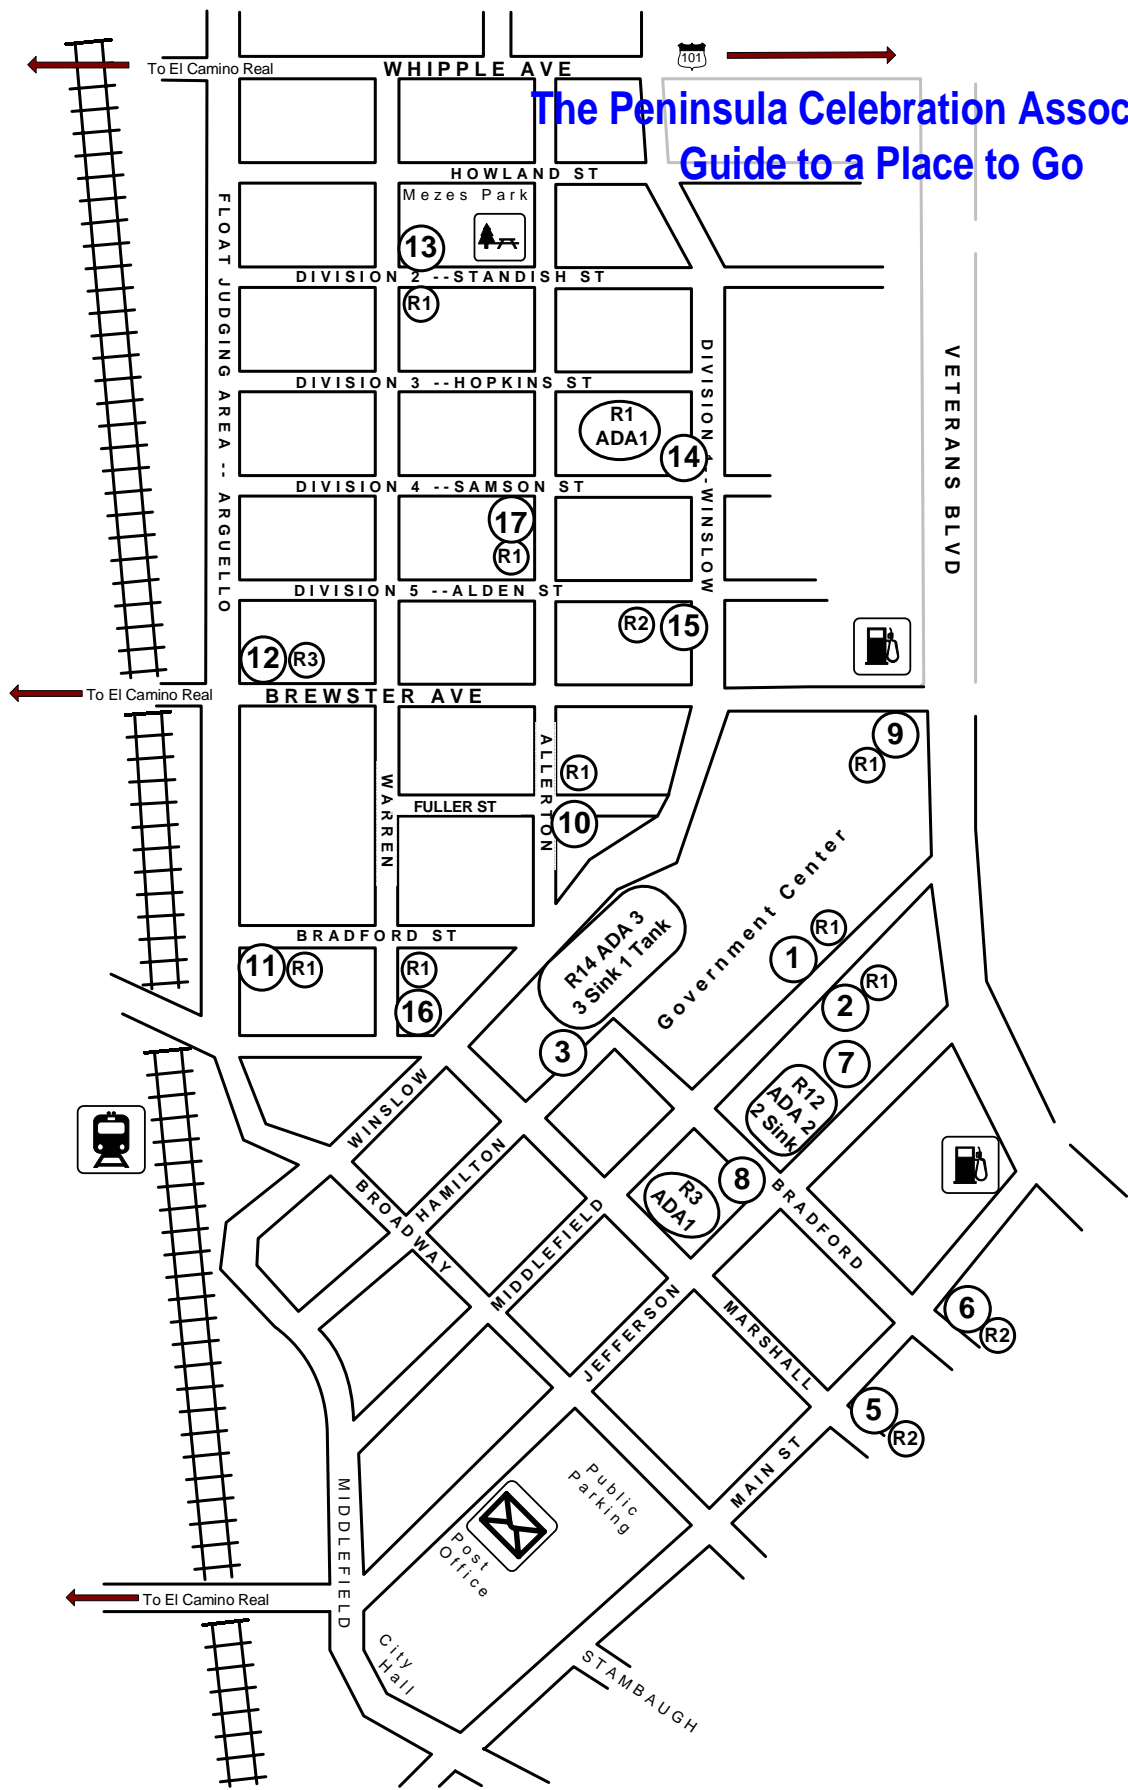 101
To El Camino Real
WHIPPLE AVE
The Peninsula Celebration Assoc
Guide to a Place to Go
HOWLAND ST
Mezes Park
13
DIVISION 2 --STANDISH ST
R1
FLOAT JUDGING AREA -- ARGUELLO
DIVISION 3 --HOPKINS ST
DIVISION 4--WINSLOW
VETERANS BLVD
R1
ADA1
14
DIVISION 4 --SAMSON ST
17
R1
DIVISION 5 --ALDEN ST
R2
15
12
R3
To El Camino Real
BREWSTER AVE
9
R1
ALLERTON
R1
WARREN
FULLER ST
10
Government Center
R14 ADA 3
3 Sink 1 Tank
BRADFORD ST
11
R1
R1
16
1
R1
2
R1
3
7
R12
ADA 2
2 Sink
WINSLOW
HAMILTON
BROADWAY
MIDDLEFIELD
8
R3
ADA1
BRADFORD
JEFFERSON
MARSHALL
6
R2
5
R2
MAIN ST
Public
Parking
Post
Office
MIDDLEFIELD
To El Camino Real
City
Hall
STAMBAUGH